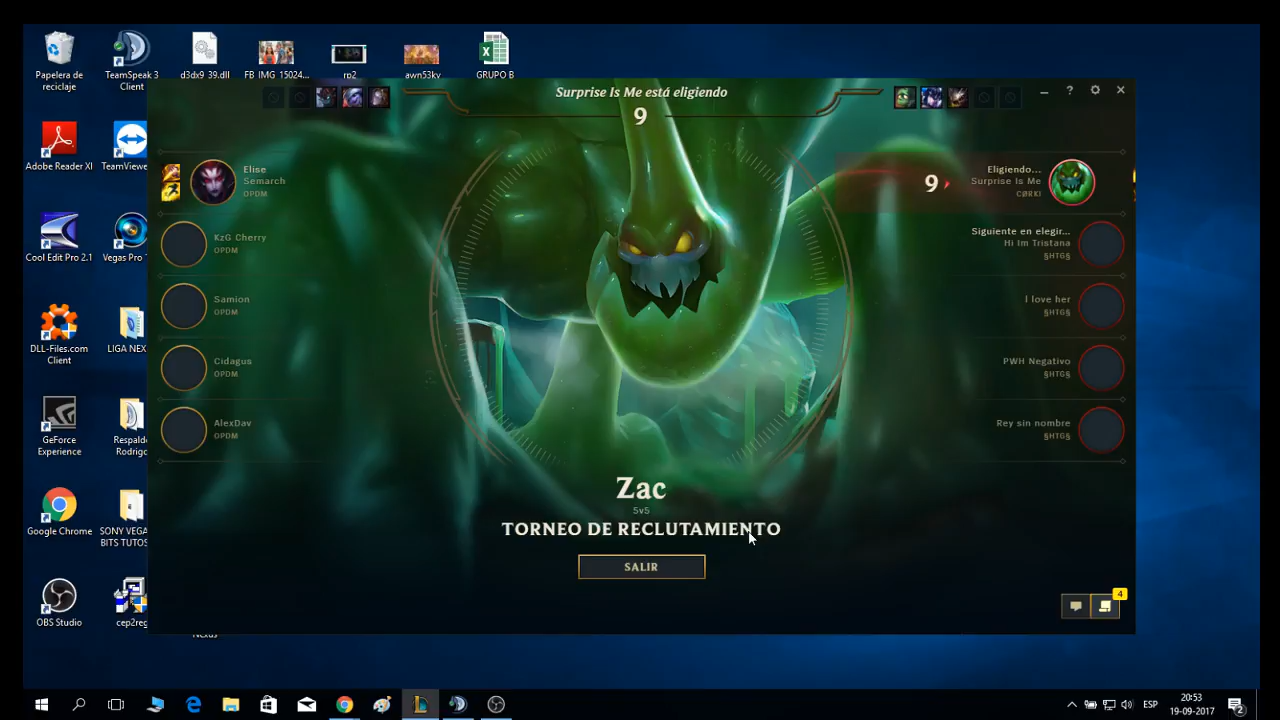 Papelera de
reciclaje
TeamSpeak 3
Client
d3dx9_39.dll
FB_IMG_15024...
rp2
awn53kv
GRUPO B
Adobe Reader XI
TeamViewe
Cool Edit Pro 2.1
Vegas Pro
DLL-Files.com
Client
LIGA NEX
GeForce
Experience
Respaldo
Rodrigo
Google Chrome
SONY VEGA
BITS TUTOS
OBS Studio
cep2reg
Nexus
Surprise Is Me está eligiendo
9
Elise
Semarch
OPDM
KzG Cherry
OPDM
Samion
OPDM
Cidagus
OPDM
AlexDav
OPDM
9
Eligiendo...
Surprise Is Me
CØRKI
Siguiente en elegir...
Hi Im Tristana
§HTG§
I love her
§HTG§
PWH Negativo
§HTG§
Rey sin nombre
§HTG§
Zac
5v5
TORNEO DE RECLUTAMIENTO
SALIR
4
ESP
20:53
19-09-2017
2